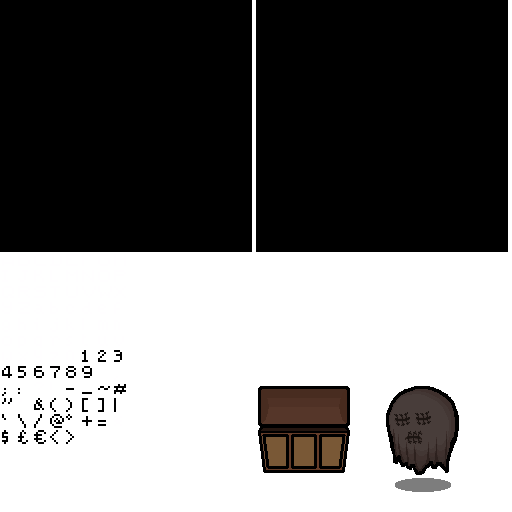 1 2 3
4 5 6 7 8 9
; : - _ ~ #
" & ( ) [ ] |
` \ / @ ° + =
$ £ € < >